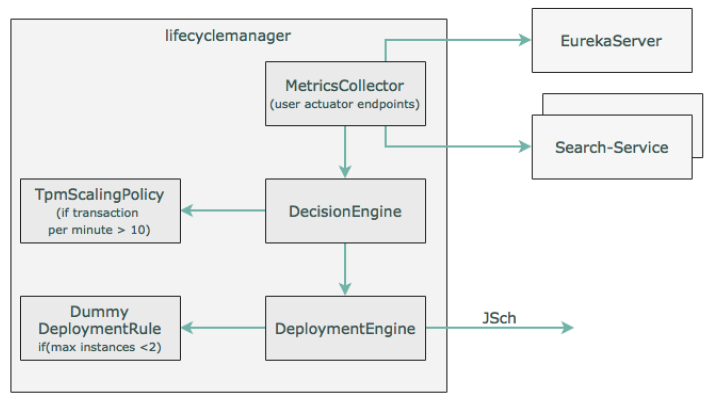 lifecyclemanager
EurekaServer
MetricsCollector
(user actuator endpoints)
Search-Service
TpmScalingPolicy
(if transaction
per minute > 10)
DecisionEngine
Dummy
DeploymentRule
if(max instances <2)
DeploymentEngine
JSch